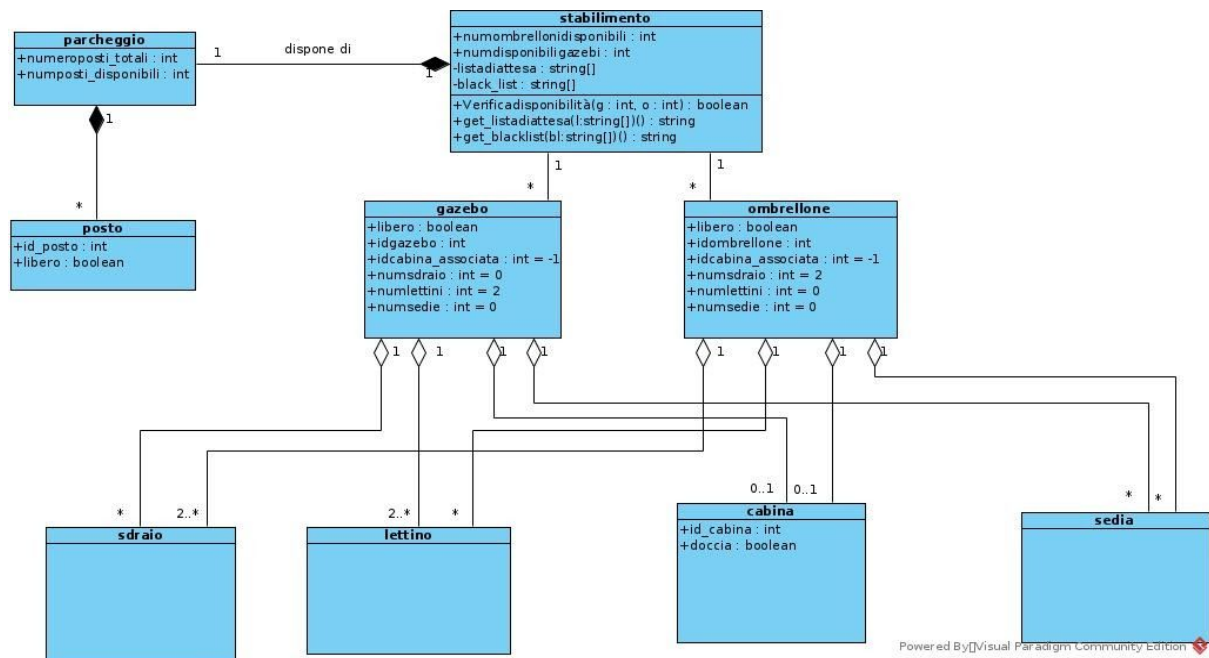 stabilimento
+numombrellonidisponibili : int
+numdisponibiligazebi : int
-listadiattesa : string[]
-black_list : string[]
+Verificadisponibilità(g : int, o : int) : boolean
+get_listadiattesa(l:string[])() : string
+get_blacklist(bl:string[])() : string
parcheggio
+numeroposti_totali : int
+numposti_disponibili : int
1
dispone di
1
1
*
posto
+id_posto : int
+libero : boolean
1
*
1
*
gazebo
+libero : boolean
+idgazebo : int
+idcabina_associata : int = -1
+numsdraio : int = 0
+numlettini : int = 2
+numsedie : int = 0
ombrellone
+libero : boolean
+idombrellone : int
+idcabina_associata : int = -1
+numsdraio : int = 2
+numlettini : int = 0
+numsedie : int = 0
1
1
1
1
1
1
1
1
*
2..*
2..*
*
0..1
0..1
*
*
sdraio
lettino
cabina
+id_cabina : int
+doccia : boolean
sedia
Powered By▯Visual Paradigm Community Edition